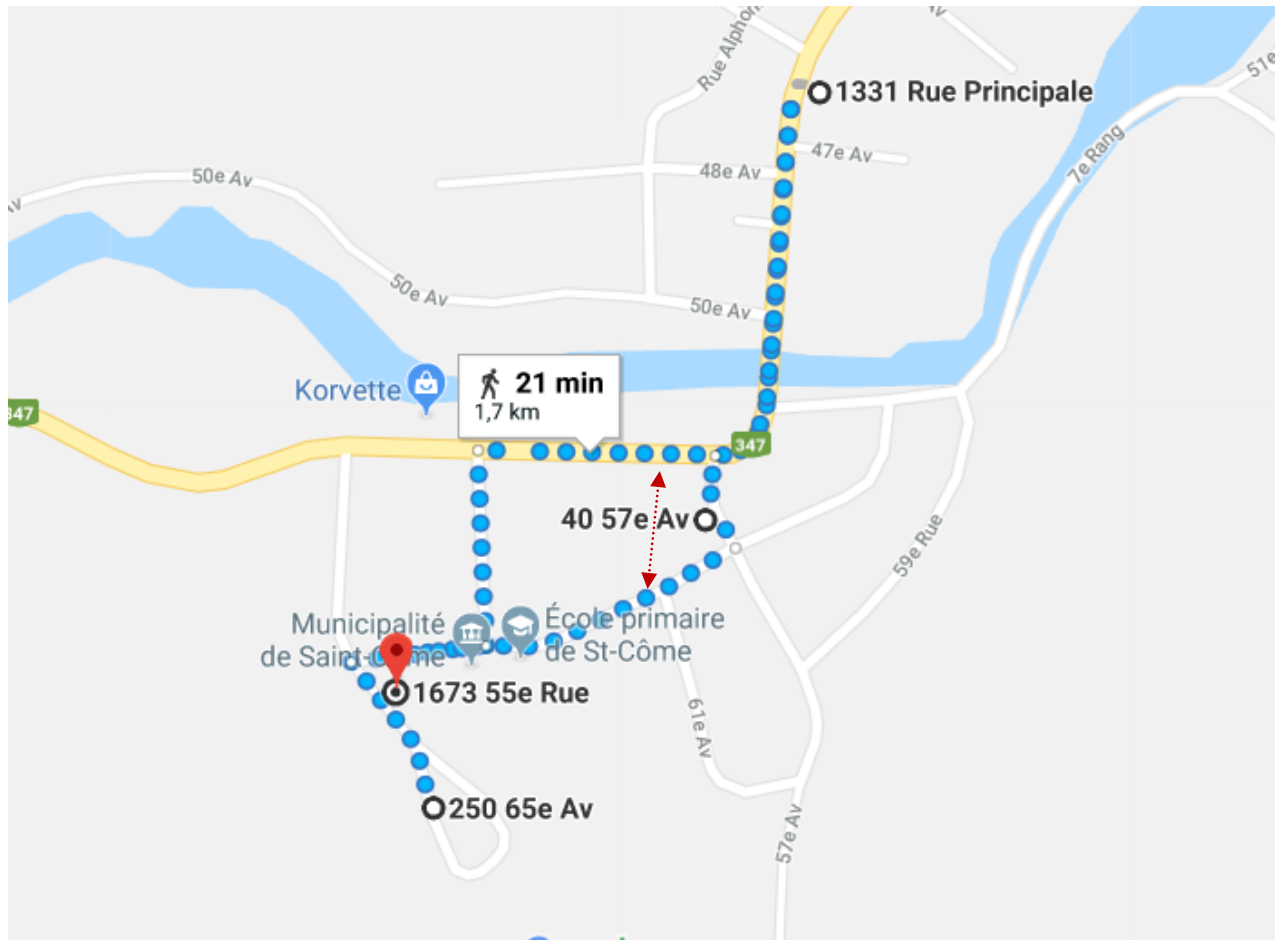 Rue Alphon
Av
51e
1331 Rue Principale
47e Av
7e Rang
48e Av
50e Av
50e Av
50e Av
21 min
1,7 km
Korvette
347
347
40 57e Av
59e Rue
Municipalité
de Saint-Côme
École primaire
de St-Côme
1673 55e Rue
61e Av
250 65e Av
57e Av